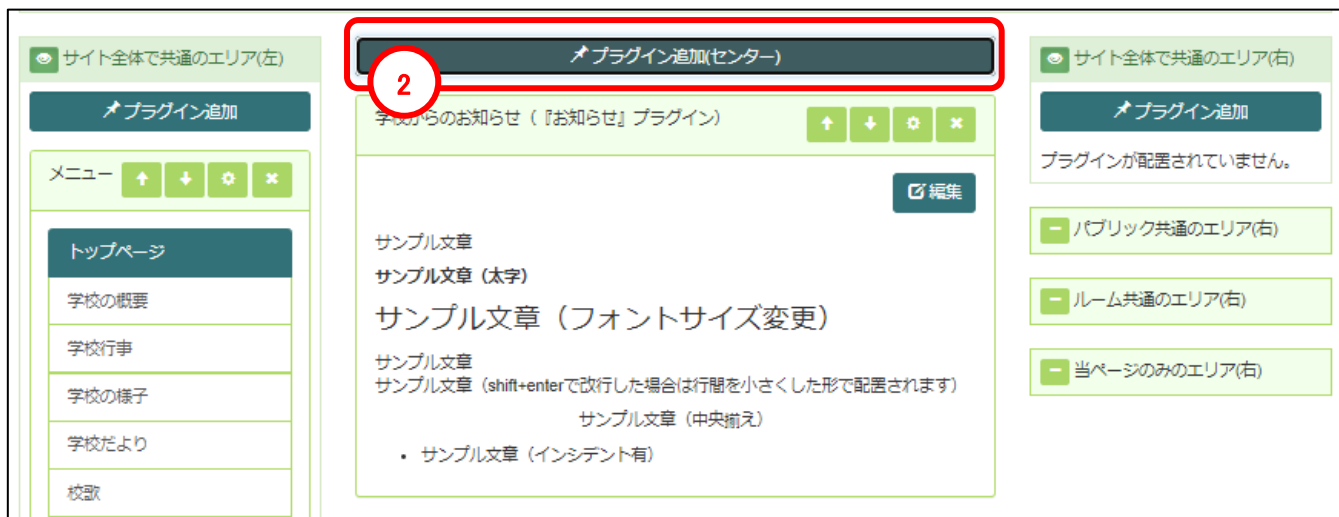 サイト全体で共通のエリア(左)
プラグイン追加
メニュー
トップページ
学校の概要
学校行事
学校の様子
学校だより
校歌
プラグイン追加(センター)
2
学校からのお知らせ(『お知らせ』プラグイン)
編集
サンプル文章
サンプル文章（太字）
サンプル文章（フォントサイズ変更）
サンプル文章
サンプル文章（shift+enterで改行した場合は行間を小さくした形で配置されます）
サンプル文章（中央揃え）
• サンプル文章（インシデント有）
サイト全体で共通のエリア(右)
プラグイン追加
プラグインが配置されていません。
パブリック共通のエリア(右)
ルーム共通のエリア(右)
当ページのみのエリア(右)